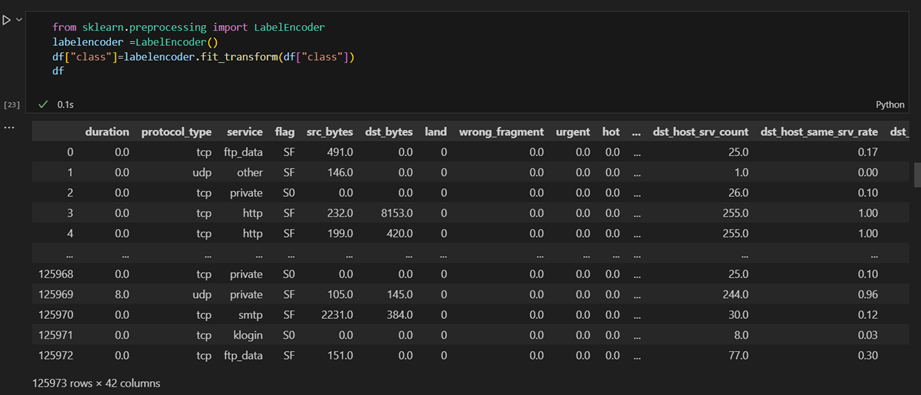 from sklearn.preprocessing import LabelEncoder
labelencoder =LabelEncoder()
df["class"]=labelencoder.fit_transform(df["class"])
df
[23] 0.1s Python
...
duration protocol_type service flag src_bytes dst_bytes land wrong_fragment urgent hot ... dst_host_srv_count dst_host_same_srv_rate dst_
0 0.0 tcp ftp_data SF 491.0 0.0 0 0.0 0.0 0.0 ... 25.0 0.17
1 0.0 udp other SF 146.0 0.0 0 0.0 0.0 0.0 ... 1.0 0.00
2 0.0 tcp private S0 0.0 0.0 0 0.0 0.0 0.0 ... 26.0 0.10
3 0.0 tcp http SF 232.0 8153.0 0 0.0 0.0 0.0 ... 255.0 1.00
4 0.0 tcp http SF 199.0 420.0 0 0.0 0.0 0.0 ... 255.0 1.00
... ... ... ... ... ... ... ... ... ... ... ... ... ...
125968 0.0 tcp private S0 0.0 0.0 0 0.0 0.0 0.0 ... 25.0 0.10
125969 8.0 udp private SF 105.0 145.0 0 0.0 0.0 0.0 ... 244.0 0.96
125970 0.0 tcp smtp SF 2231.0 384.0 0 0.0 0.0 0.0 ... 30.0 0.12
125971 0.0 tcp klogin S0 0.0 0.0 0 0.0 0.0 0.0 ... 8.0 0.03
125972 0.0 tcp ftp_data SF 151.0 0.0 0 0.0 0.0 0.0 ... 77.0 0.30
125973 rows × 42 columns